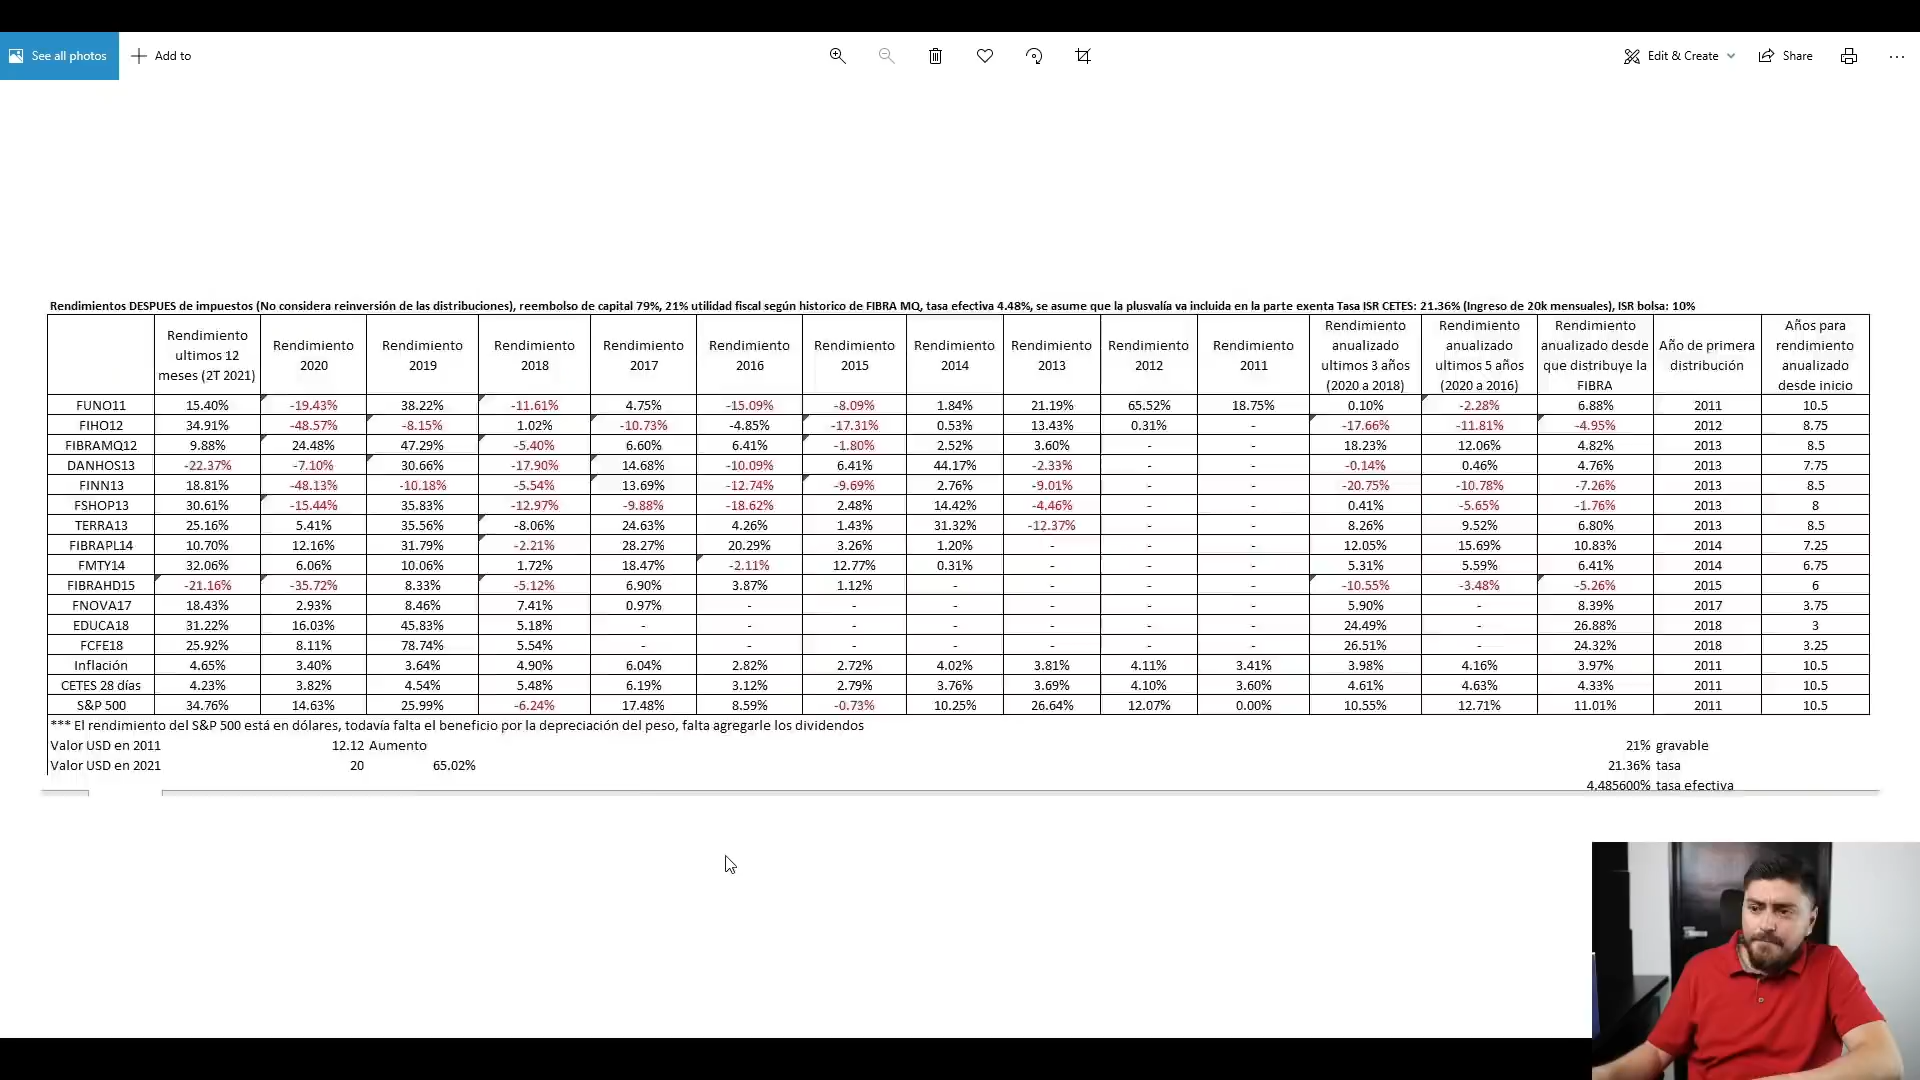 See all photos
Add to
Edit & Create
Share
Rendimientos DESPUES de impuestos (No considera reinversión de las distribuciones), reembolso de capital 79%, 21% utilidad fiscal según historico de FIBRA MQ, tasa efectiva 4.48%, se asume que la plusvalía va incluida en la parte exenta Tasa ISR CETES: 21.36% (Ingreso de 20k mensuales), ISR bolsa: 10%
Rendimiento ultimos 12 meses (2T 2021) Rendimiento 2020 Rendimiento 2019 Rendimiento 2018 Rendimiento 2017 Rendimiento 2016 Rendimiento 2015 Rendimiento 2014 Rendimiento 2013 Rendimiento 2012 Rendimiento 2011 Rendimiento anualizado ultimos 3 años (2020 a 2018) Rendimiento anualizado ultimos 5 años (2020 a 2016) Rendimiento anualizado desde que distribuye la FIBRA Año de primera distribución Años para rendimiento anualizado desde inicio
FUNO11 15.40% -19.43% 38.22% -11.61% 4.75% -15.09% -8.09% 1.84% 21.19% 65.52% 18.75% 0.10% -2.28% 6.88% 2011 10.5
FIHO12 34.91% -48.57% -8.15% 1.02% -10.73% -4.85% -17.31% 0.53% 13.43% 0.31% - -17.66% -11.81% -4.95% 2012 8.75
FIBRAMQ12 9.88% 24.48% 47.29% -5.40% 6.60% 6.41% -1.80% 2.52% 3.60% - - 18.23% 12.06% 4.82% 2013 8.5
DANHOS13 -22.37% -7.10% 30.66% -17.90% 14.68% -10.09% 6.41% 44.17% -2.33% - - -0.14% 0.46% 4.76% 2013 7.75
FINN13 18.81% -48.13% -10.18% -5.54% 13.69% -12.74% -9.69% 2.76% -9.01% - - -20.75% -10.78% -7.26% 2013 8.5
FSHOP13 30.61% -15.44% 35.83% -12.97% -9.88% -18.62% 2.48% 14.42% -4.46% - - 0.41% -5.65% -1.76% 2013 8
TERRA13 25.16% 5.41% 35.56% -8.06% 24.63% 4.26% 1.43% 31.32% -12.37% - - 8.26% 9.52% 6.80% 2013 8.5
FIBRAPL14 10.70% 12.16% 31.79% -2.21% 28.27% 20.29% 3.26% 1.20% - - - 12.05% 15.69% 10.83% 2014 7.25
FMTY14 32.06% 6.06% 10.06% 1.72% 18.47% -2.11% 12.77% 0.31% - - - 5.31% 5.59% 6.41% 2014 6.75
FIBRAHD15 -21.16% -35.72% 8.33% -5.12% 6.90% 3.87% 1.12% - - - - -10.55% -3.48% -5.26% 2015 6
FNOVA17 18.43% 2.93% 8.46% 7.41% 0.97% - - - - - - 5.90% - 8.39% 2017 3.75
EDUCA18 31.22% 16.03% 45.83% 5.18% - - - - - - - 24.49% - 26.88% 2018 3
FCFE18 25.92% 8.11% 78.74% 5.54% - - - - - - - 26.51% - 24.32% 2018 3.25
Inflación 4.65% 3.40% 3.64% 4.90% 6.04% 2.82% 2.72% 4.02% 3.81% 4.11% 3.41% 3.98% 4.16% 3.97% 2011 10.5
CETES 28 días 4.23% 3.82% 4.54% 5.48% 6.19% 3.12% 2.79% 3.76% 3.69% 4.10% 3.60% 4.61% 4.63% 4.33% 2011 10.5
S&P 500 34.76% 14.63% 25.99% -6.24% 17.48% 8.59% -0.73% 10.25% 26.64% 12.07% 0.00% 10.55% 12.71% 11.01% 2011 10.5
*** El rendimiento del S&P 500 está en dólares, todavía falta el beneficio por la depreciación del peso, falta agregarle los dividendos
Valor USD en 2011 12.12 Aumento 21% gravable
Valor USD en 2021 20 65.02% 21.36% tasa
4.485600% tasa efectiva